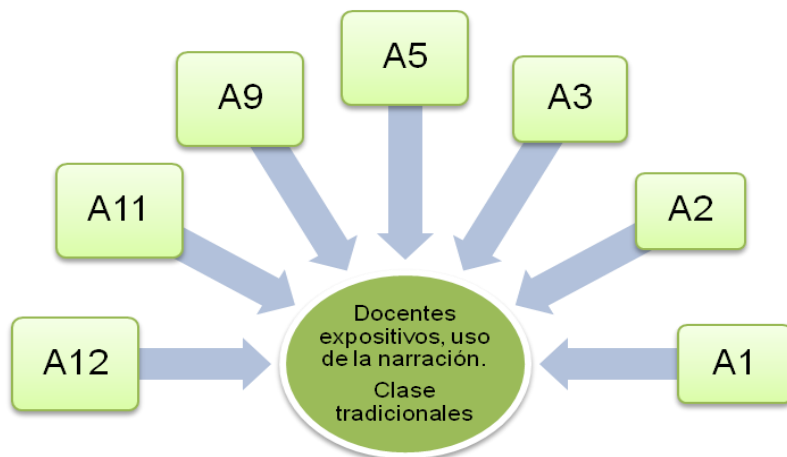 A5
A9
A3
A11
A2
Docentes
expositivos, uso
de la narración.
Clase
tradicionales
A12
A1